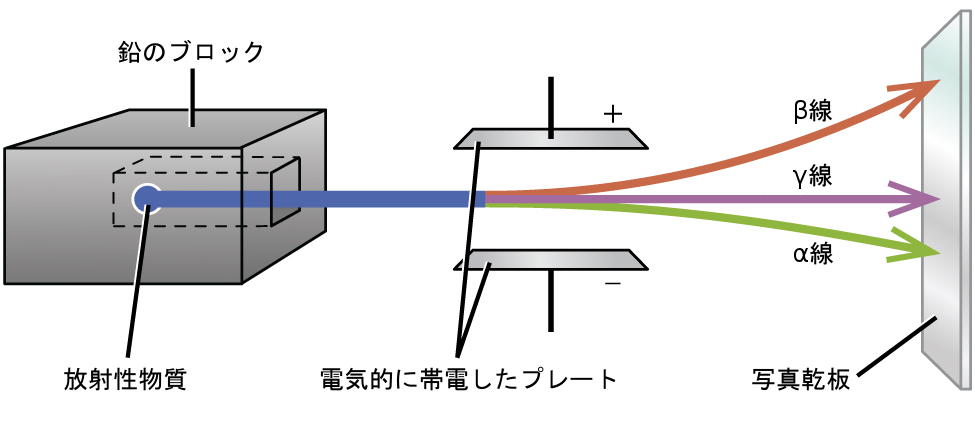 鉛のブロック
+
β線
γ線
α線
−
放射性物質
電気的に帯電したプレート
写真乾板